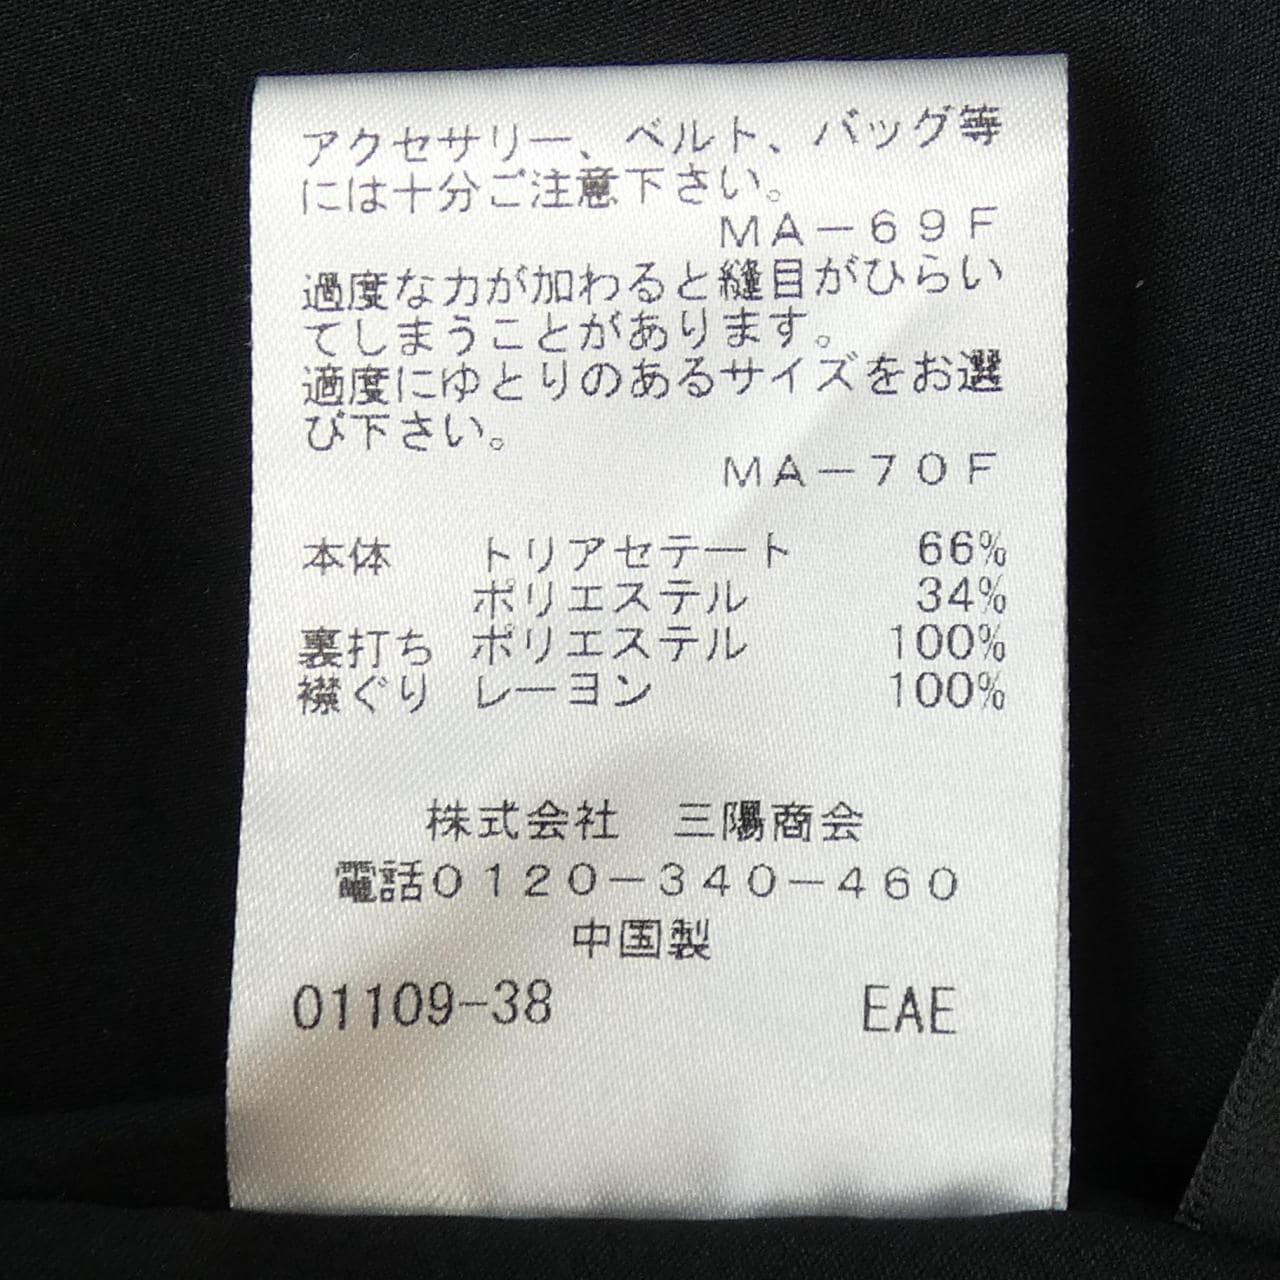 アクセサリー、ベルト、バッグ等
には十分ご注意下さい。
MA－69F
過度な力が加わると縫目がひらい
てしまうことがあります。
適度にゆとりのあるサイズをお選
び下さい。
MA－70F
本体 トリアセテート 66%
ポリエステル 34%
裏打ち ポリエステル 100%
襟ぐり レーヨン 100%
株式会社 三陽商会
電話0120－340－460
中国製
01109-38 EAE